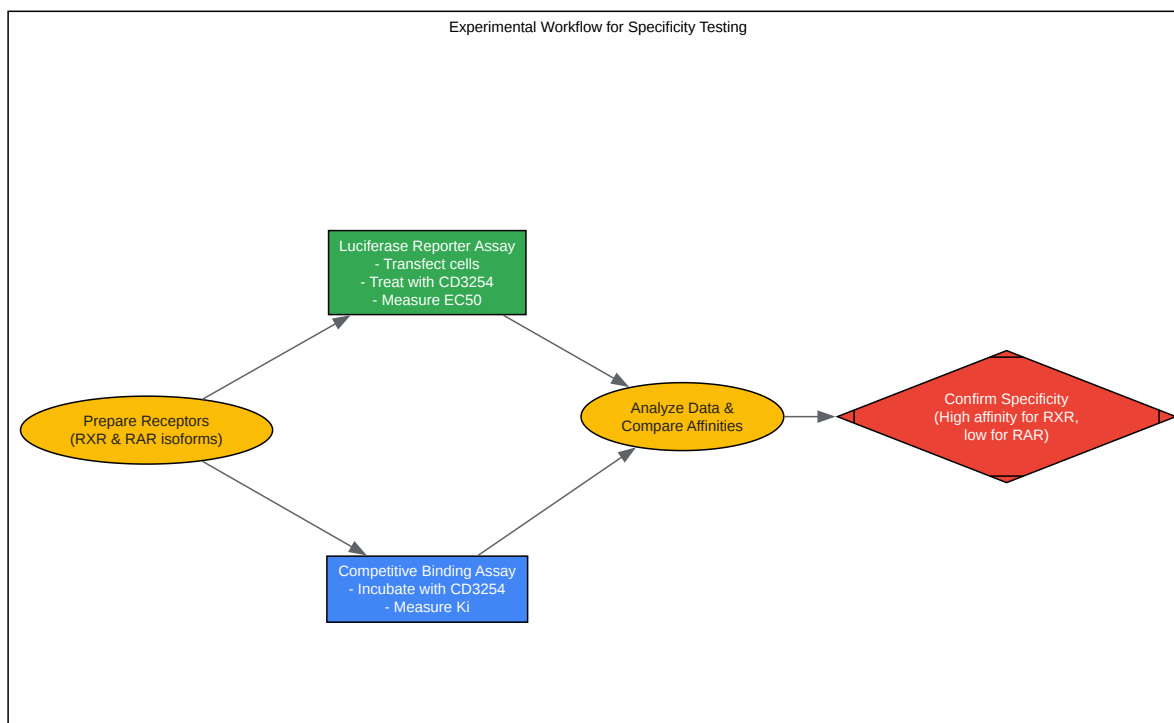 Experimental Workflow for Specificity Testing
Luciferase Reporter Assay
- Transfect cells
- Treat with CD3254
- Measure EC50
Prepare Receptors
(RXR & RAR isoforms)
Analyze Data &
Compare Affinities
Confirm Specificity
(High affinity for RXR,
low for RAR)
Competitive Binding Assay
- Incubate with CD3254
- Measure Ki